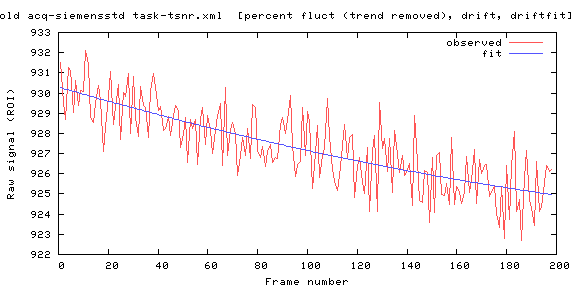 old acq-siemensstd task-tsnr.xml [percent fluct (trend removed), drift, driftfit]
933
932
931
930
929
928
927
926
925
924
923
922
Raw signal (ROI)
observed
fit
0 20 40 60 80 100 120 140 160 180 200
Frame number